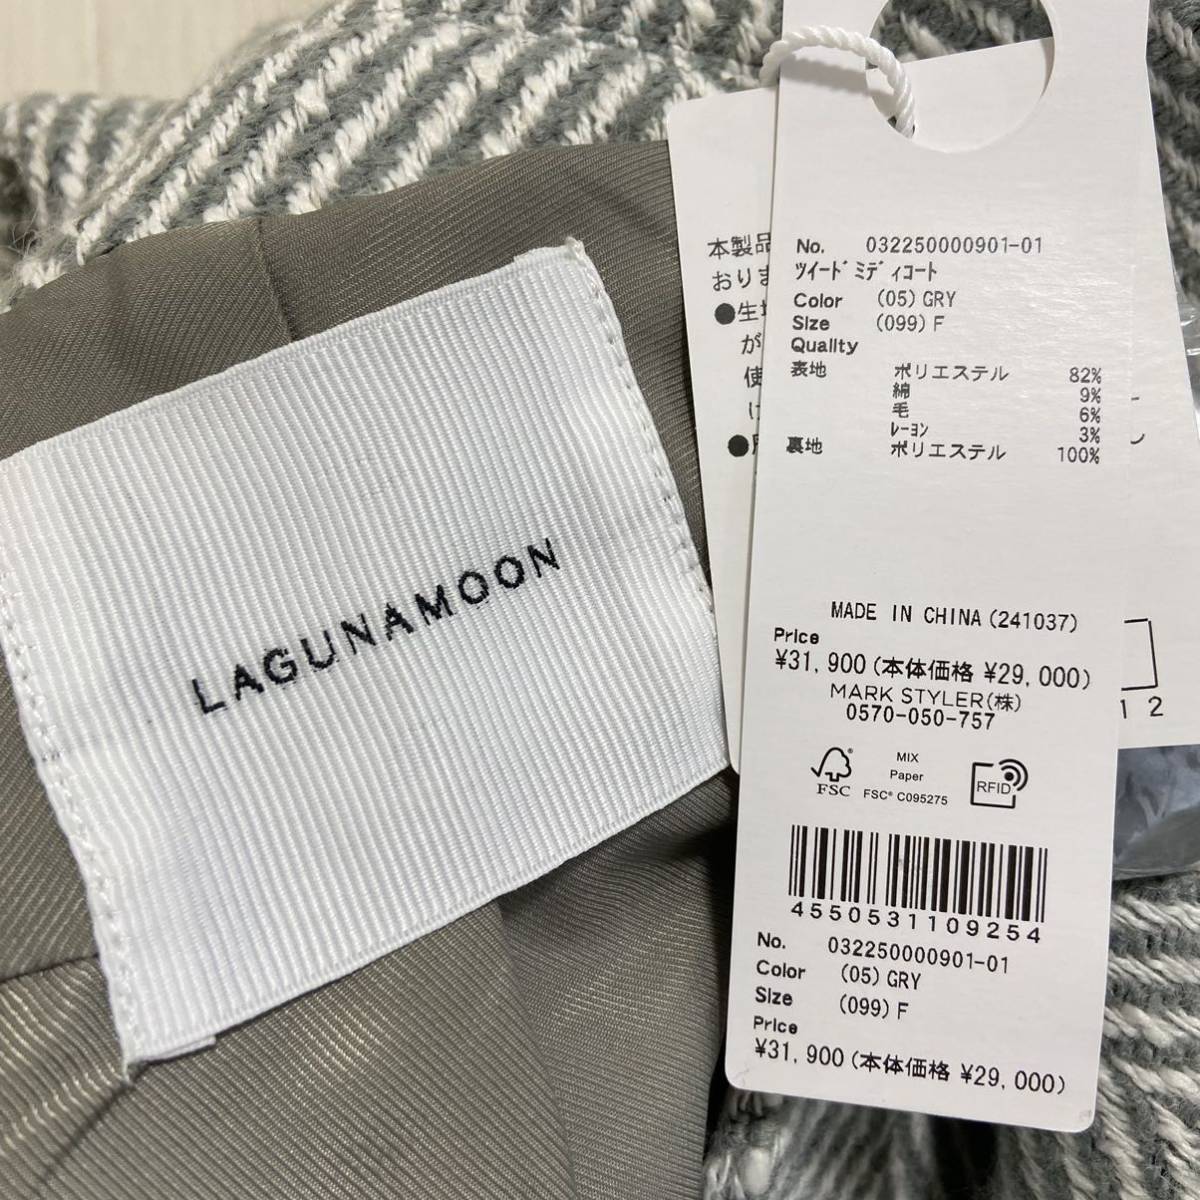 LAGUNAMOON
本製品
おりま
●生地
が
使
け
●
No. 032250000901-01
ﾂｲｰﾄﾞﾐﾃﾞｨｺｰﾄ
Color (05) GRY
Size (099) F
Quality
表地 ポリエステル 82%
綿 9%
毛 6%
ﾚｰﾖﾝ 3%
裏地 ポリエステル 100%
MADE IN CHINA (241037)
Price
¥31,900 (本体価格 ¥29,000)
MARK STYLER(株)
0570-050-757
FSC
MIX
Paper
FSC® C095275
RFID
4550531109254
No. 032250000901-01
Color (05) GRY
Size (099) F
Price
¥31,900 (本体価格 ¥29,000)
1 2